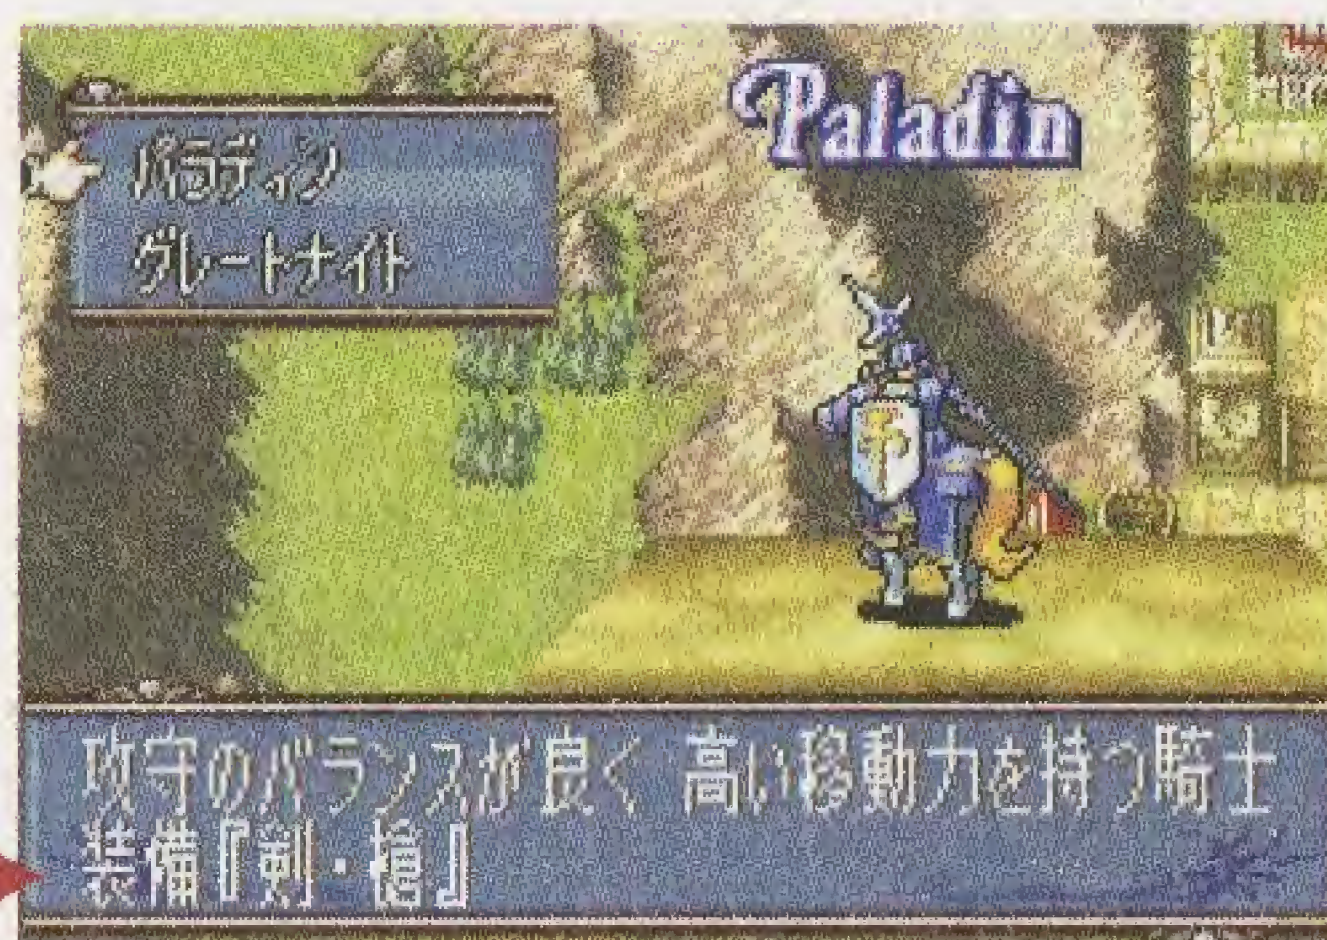 Paladin
パラディン
グレートナイト
攻守のバランスが良く 高い移動力を持つ騎士
装備『剣・槍』